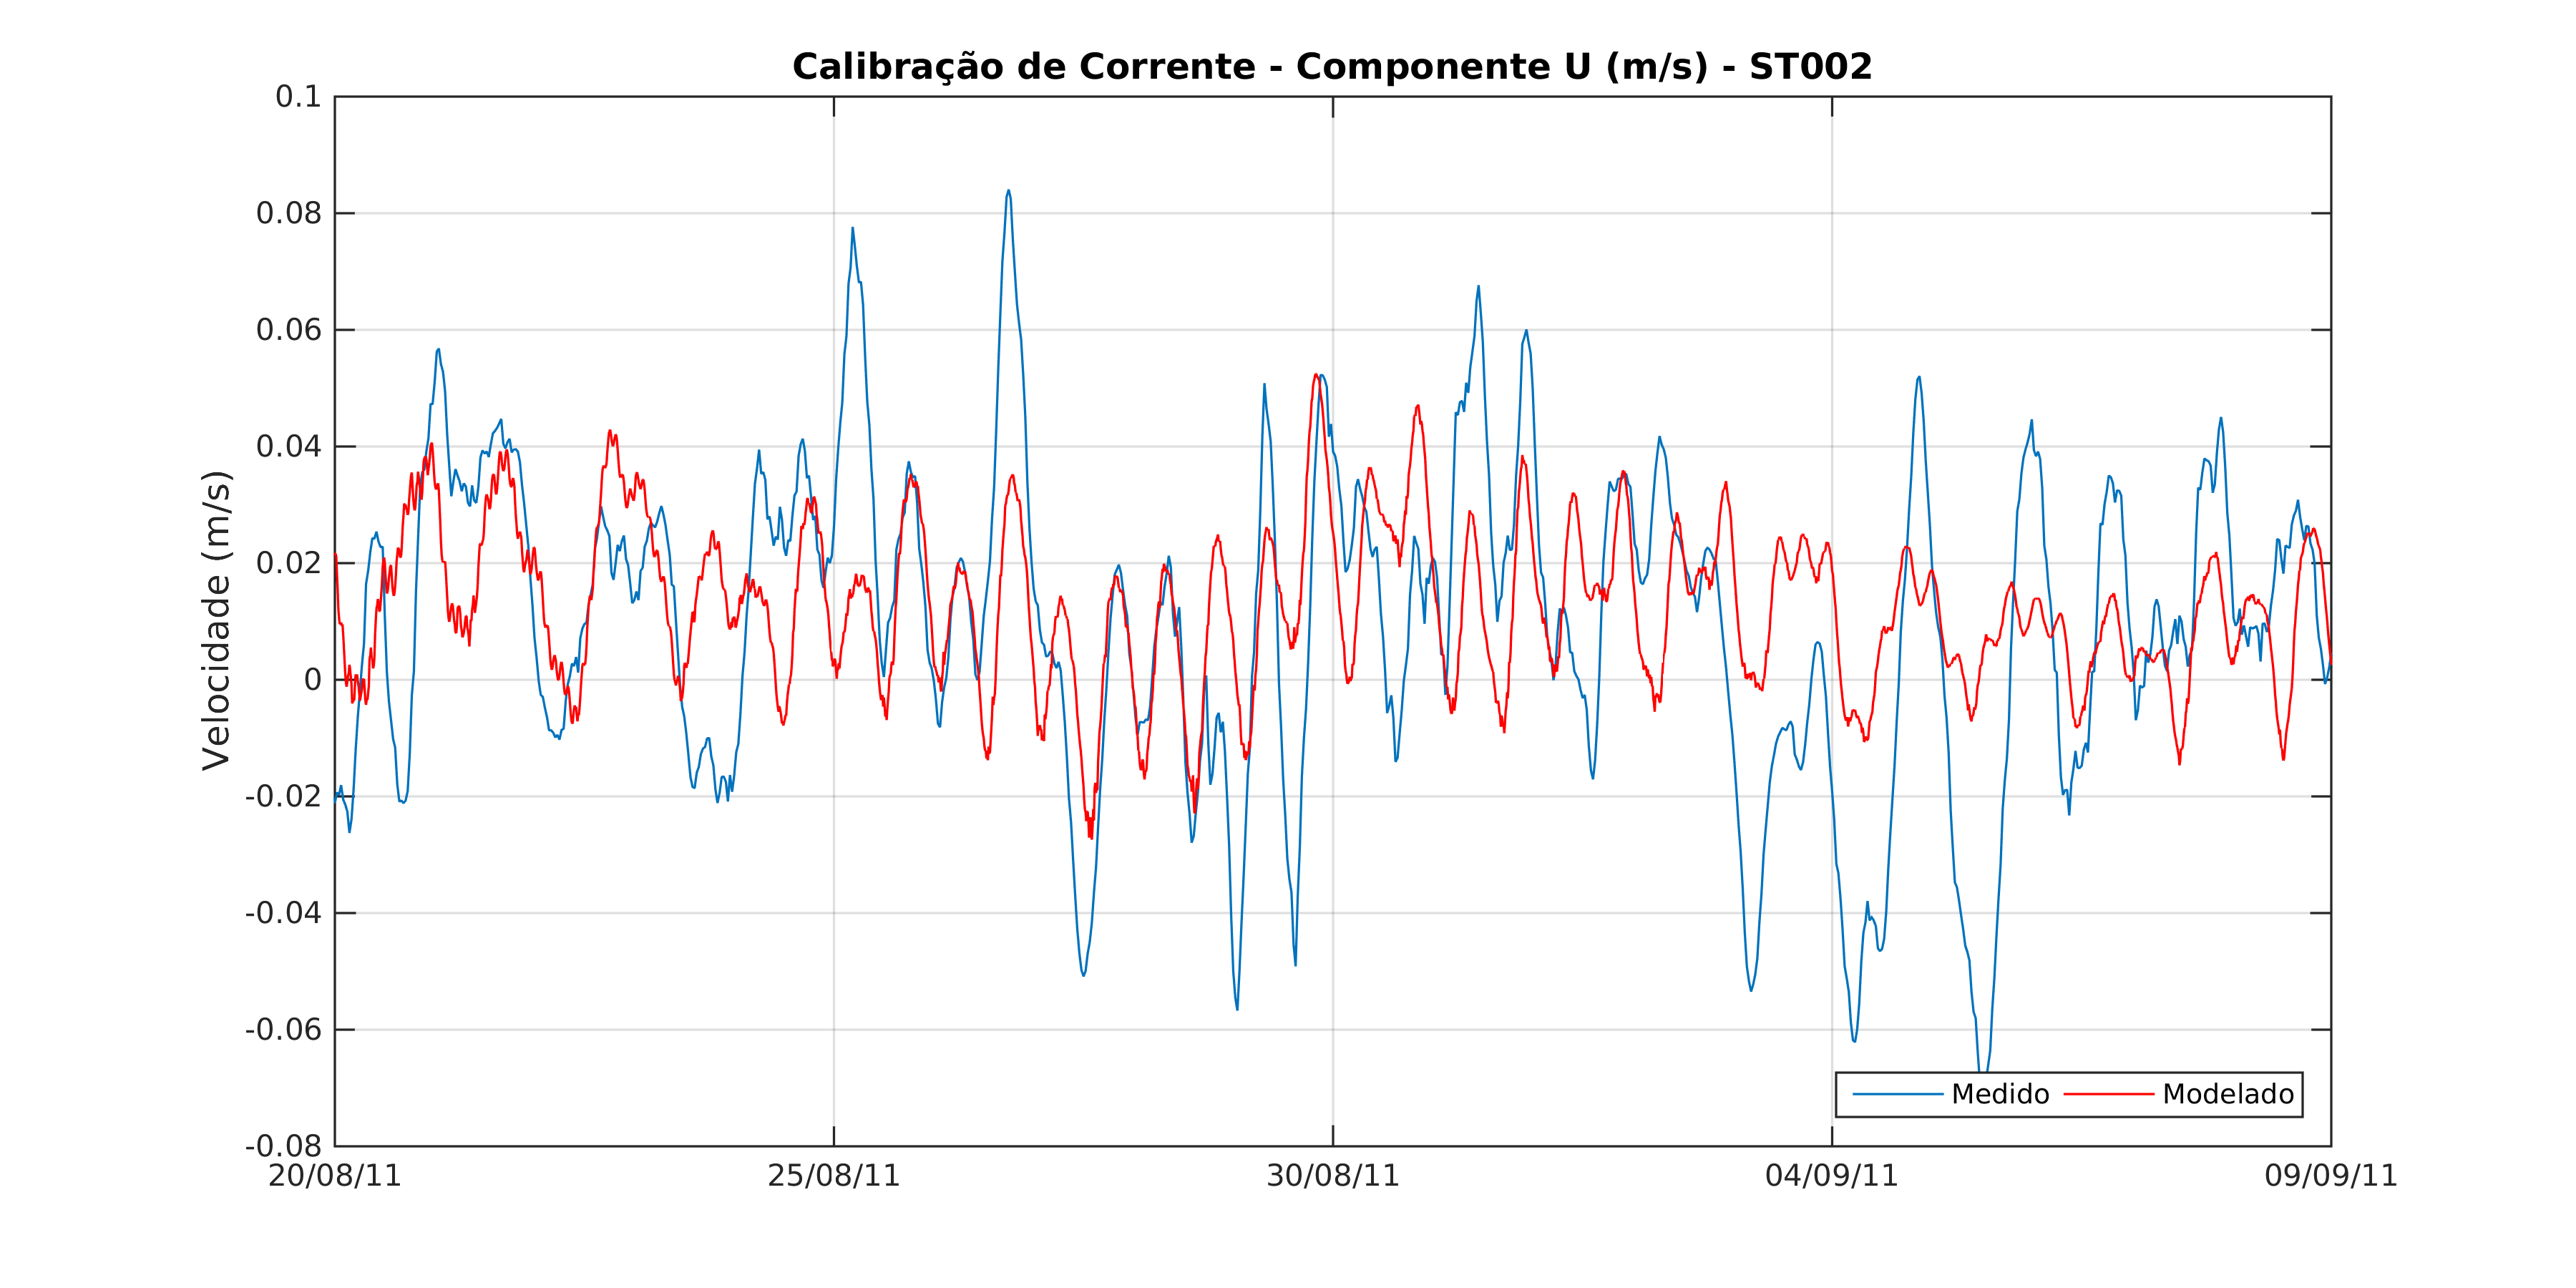 Calibração de Corrente - Componente U (m/s) - ST002
Velocidade (m/s)
0.1
0.08
0.06
0.04
0.02
0
-0.02
-0.04
-0.06
-0.08
20/08/11 25/08/11 30/08/11 04/09/11 09/09/11
Medido Modelado